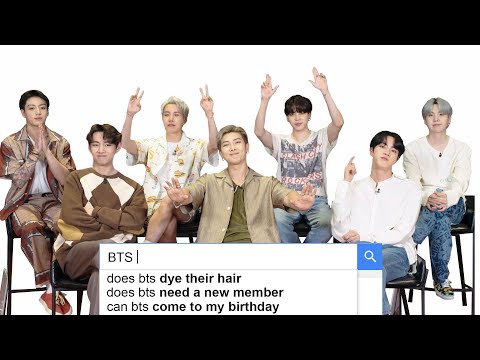 BTS
does bts dye their hair
does bts need a new member
can bts come to my birthday